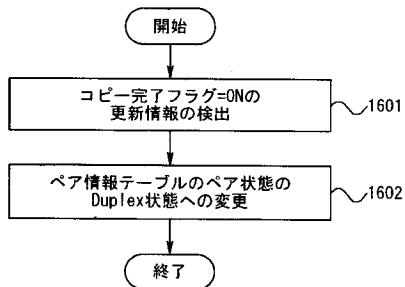 開始
コピー完了フラグ=ONの
更新情報の検出
1601
ペア情報テーブルのペア状態の
Duplex状態への変更
1602
終了